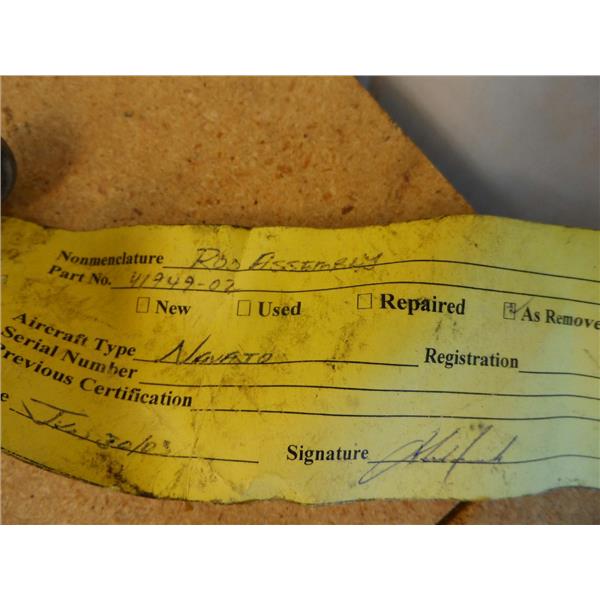 Nonmenclature ROD ASSEMBLY
Part No. 41949-02
New Used Repaired As Remove
Aircraft Type NAVAJO Registration
Serial Number
Previous Certification
Signature